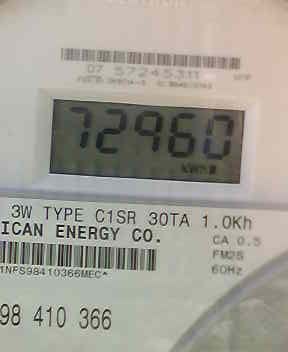 07 57245311
72960
3W TYPE C1SR 30TA 1.0Kh
ICAN ENERGY CO.
CA 0.5
FM2S
60Hz
1NFS98410366MEC*
98 410 366